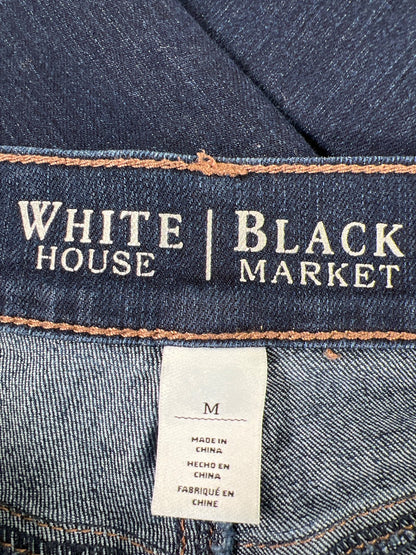 WHITE | BLACK
HOUSE MARKET
M
MADE IN
CHINA
HECHO EN
CHINA
FABRIQUÉ EN
CHINE